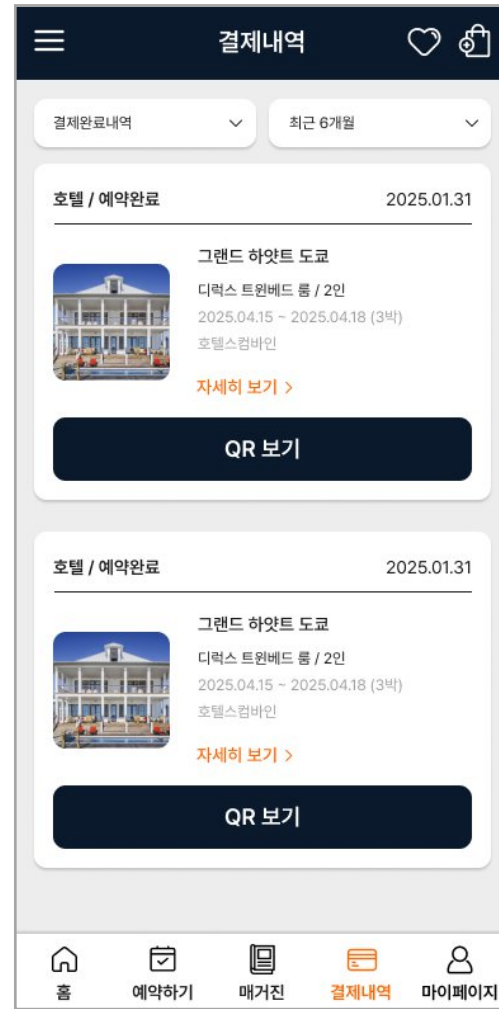 결제내역
결제완료내역
최근 6개월
호텔 / 예약완료 2025.01.31
그랜드 하얏트 도쿄
디럭스 트윈베드 룸 / 2인
2025.04.15 ~ 2025.04.18 (3박)
호텔스컴바인
자세히 보기 >
QR 보기
호텔 / 예약완료 2025.01.31
그랜드 하얏트 도쿄
디럭스 트윈베드 룸 / 2인
2025.04.15 ~ 2025.04.18 (3박)
호텔스컴바인
자세히 보기 >
QR 보기
홈 예약하기 매거진 결제내역 마이페이지